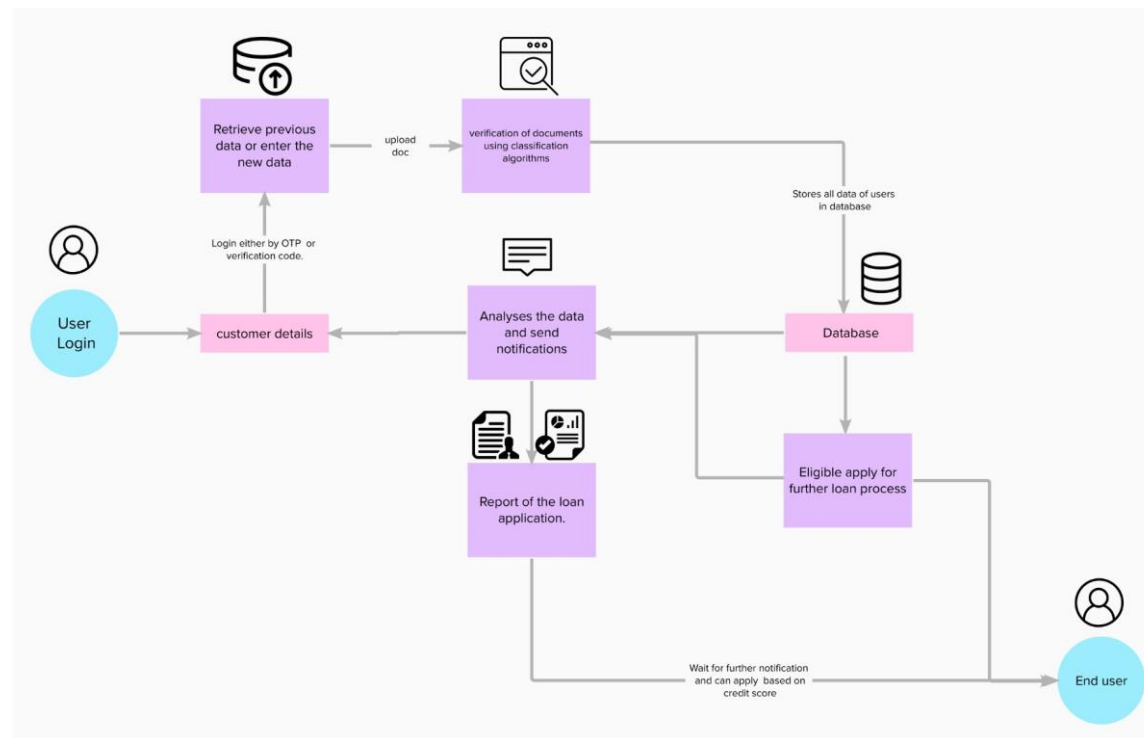 Retrieve previous
data or enter the
new data
upload
doc
verification of documents
using classification
algorithms
Stores all data of users
in database
Login either by OTP or
verification code.
User
Login
customer details
Analyses the data
and send
notifications
Database
Report of the loan
application.
Eligible apply for
further loan process
Wait for further notification
and can apply based on
credit score
End user